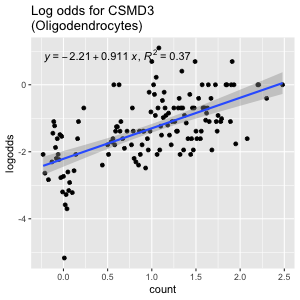 Log odds for CSMD3
(Oligodendrocytes)
y = −2.21 + 0.911 x, R² = 0.37
logodds
0
-2
-4
0.0 0.5 1.0 1.5 2.0 2.5
count